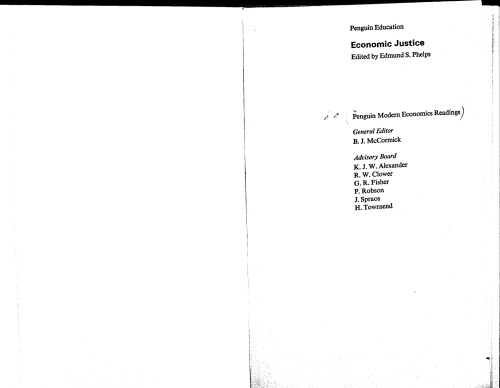 Penguin Education
Economic Justice
Edited by Edmund S. Phelps
(Penguin Modern Economics Readings)
General Editor
B. J. McCormick
Advisory Board
K. J. W. Alexander
R. W. Clower
G. R. Fisher
P. Robson
J. Spraos
H. Townsend